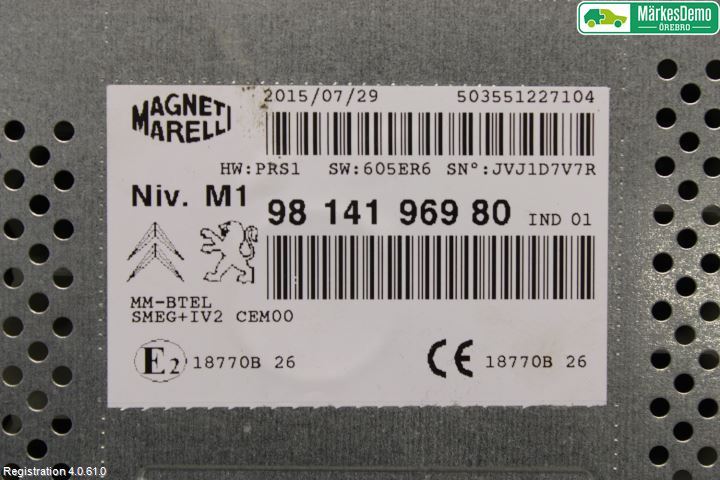 MärkesDemo
ÖREBRO
MAGNETI
MARELLI
2015/07/29 503551227104
HW:PRS1 SW:605ER6 SNº:JVJ1D7V7R
Niv. M1
98 141 969 80 IND 01
MM-BTEL
SMEG+IV2 CEM00
E2 18770B 26 CE 18770B 26
Registration 4.0.61.0